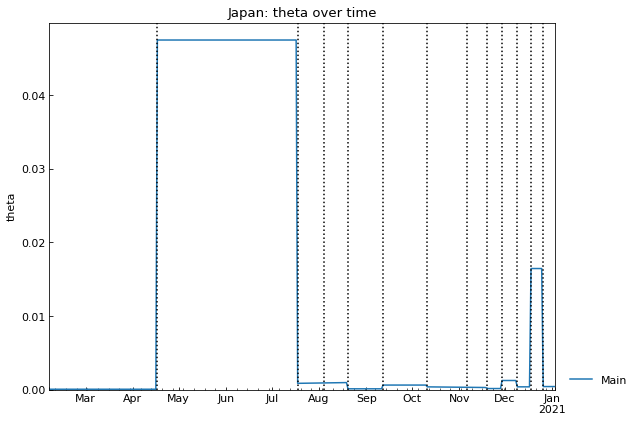 Japan: theta over time
theta
0.04
0.03
0.02
0.01
0.00
Mar Apr May Jun Jul Aug Sep Oct Nov Dec Jan
2021
Main